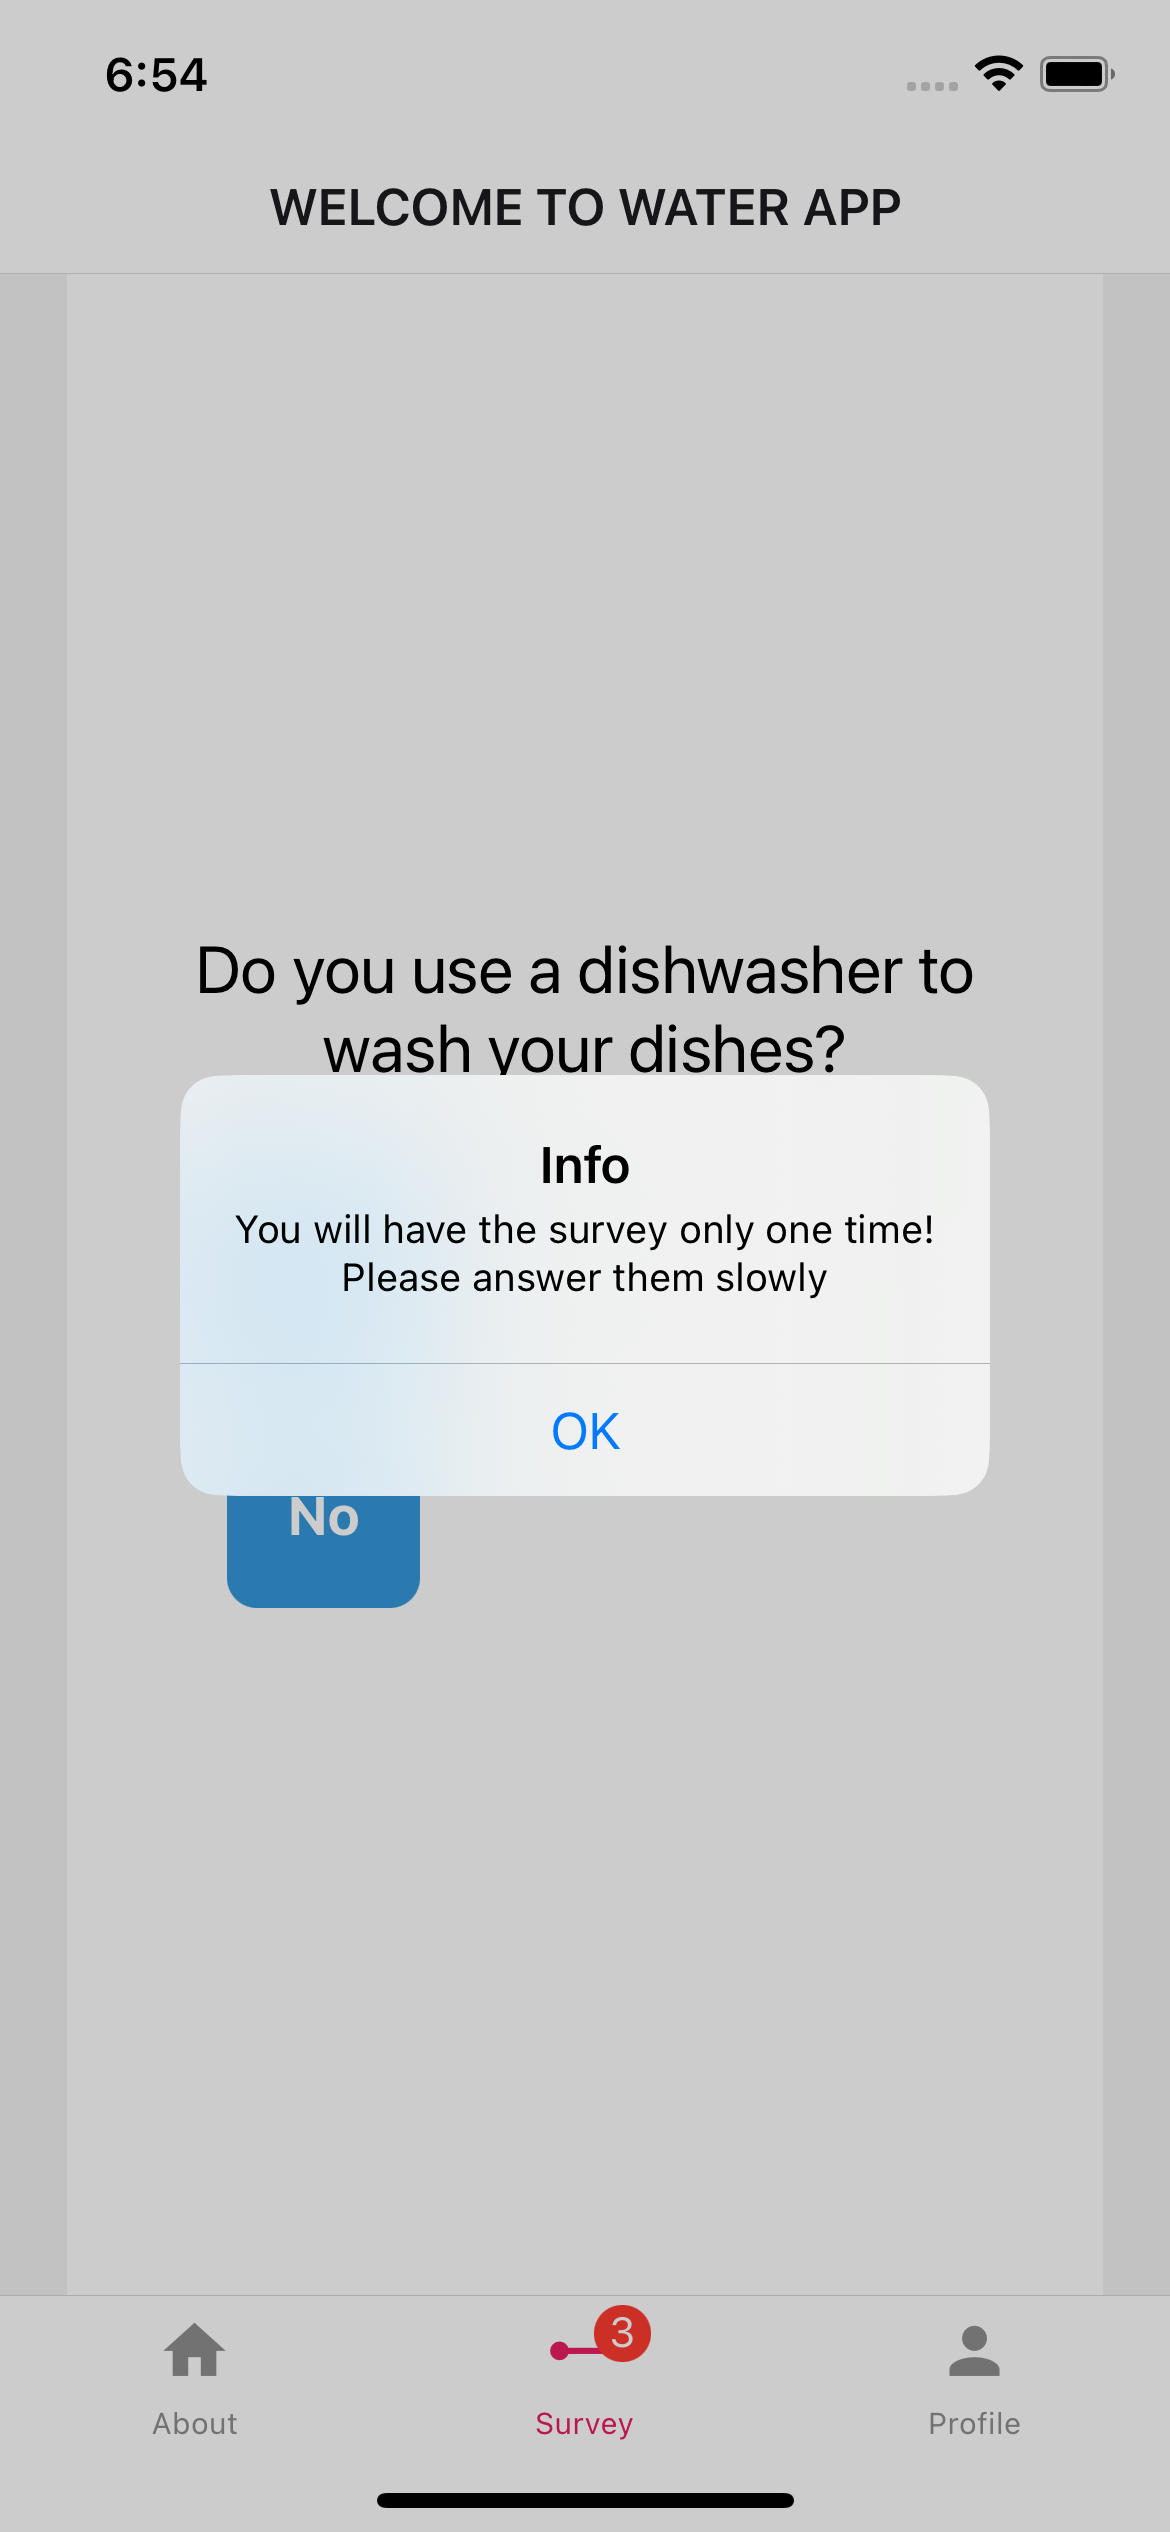 6:54
WELCOME TO WATER APP
Do you use a dishwasher to
wash your dishes?
Info
You will have the survey only one time!
Please answer them slowly
OK
No
3
About
Survey
Profile